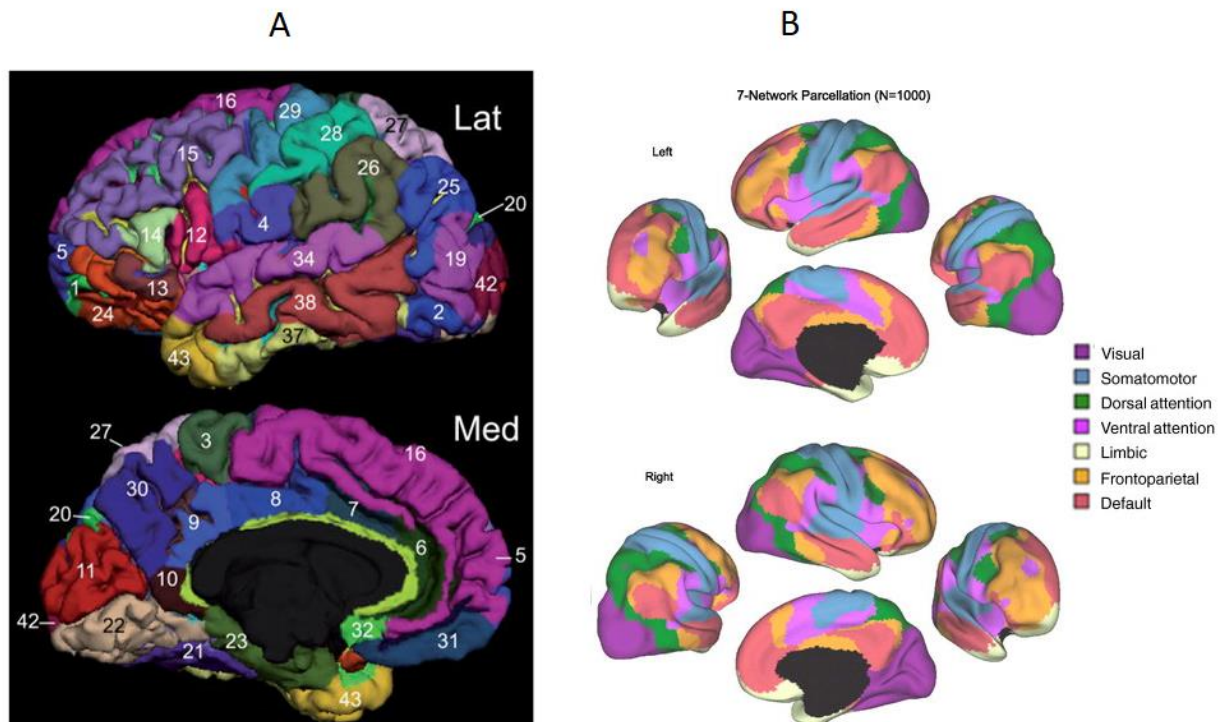 A
B
16
29
Lat
28
27
15
26
25
20
4
14
12
5
34
19
1
13
42
24
38
2
37
43
Med
27
3
16
30
8
20
7
9
6
5
11
10
32
42
22
23
31
21
43
7-Network Parcellation (N=1000)
Left
Visual
Somatomotor
Dorsal attention
Ventral attention
Limbic
Frontoparietal
Default
Right